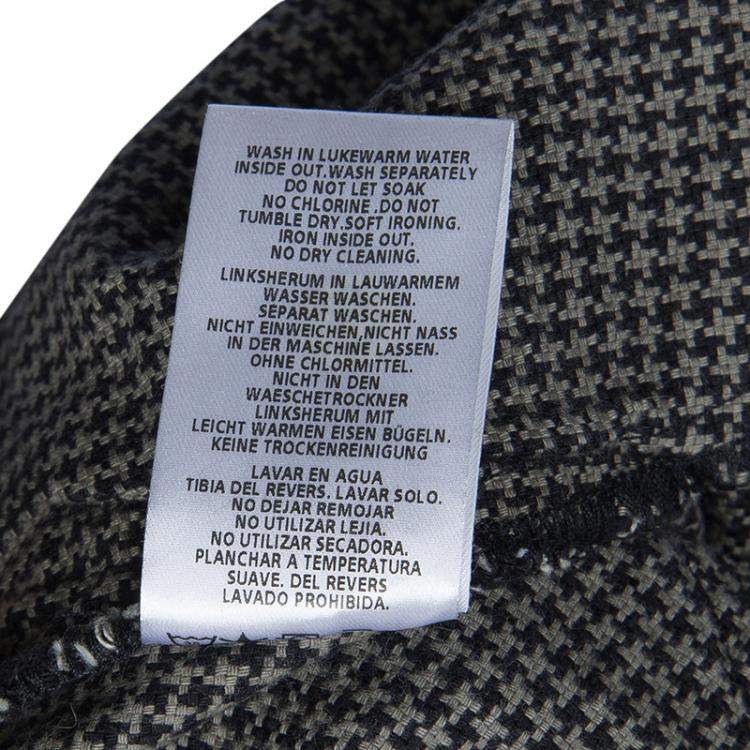 WASH IN LUKEWARM WATER
INSIDE OUT.WASH SEPARATELY
DO NOT LET SOAK
NO CHLORINE .DO NOT
TUMBLE DRY.SOFT IRONING.
IRON INSIDE OUT.
NO DRY CLEANING.
LINKSHERUM IN LAUWARMEM
WASSER WASCHEN.
SEPARAT WASCHEN.
NICHT EINWEICHEN,NICHT NASS
IN DER MASCHINE LASSEN.
OHNE CHLORMITTEL.
NICHT IN DEN
WAESCHETROCKNER
LINKSHERUM MIT
LEICHT WARMEN EISEN BÜGELN.
KEINE TROCKENREINIGUNG
LAVAR EN AGUA
TIBIA DEL REVERS. LAVAR SOLO.
NO DEJAR REMOJAR
NO UTILIZAR LEJIA.
NO UTILIZAR SECADORA.
PLANCHAR A TEMPERATURA
SUAVE. DEL REVERS
LAVADO PROHIBIDA.